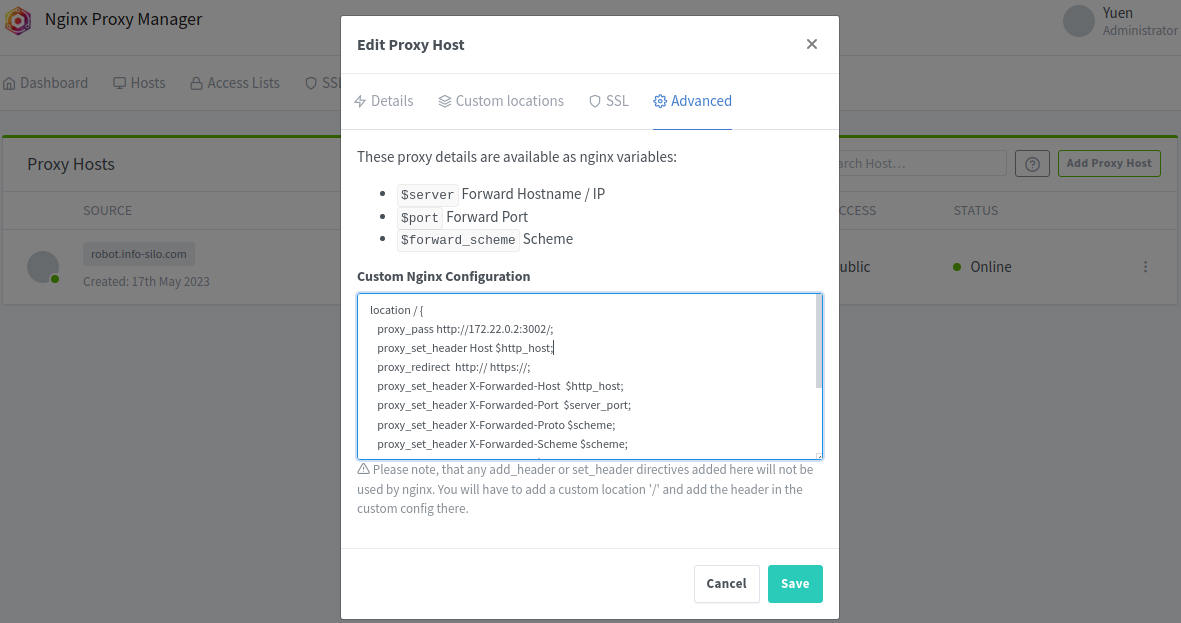 Nginx Proxy Manager
Yuen
Administrator
Dashboard
Hosts
Access Lists
SSL
Proxy Hosts
Host…
Add Proxy Host
SOURCE
STATUS
robot.info-silo.com
Created: 17th May 2023
Online
Edit Proxy Host
Details
Custom locations
SSL
Advanced
These proxy details are available as nginx variables:
$server Forward Hostname / IP
$port Forward Port
$forward_scheme Scheme
Custom Nginx Configuration
location / {
proxy_pass http://172.22.0.2:3002/;
proxy_set_header Host $http_host;
proxy_redirect  http:// https://;
proxy_set_header X-Forwarded-Host  $http_host;
proxy_set_header X-Forwarded-Port  $server_port;
proxy_set_header X-Forwarded-Proto $scheme;
proxy_set_header X-Forwarded-Scheme $scheme;
Please note, that any add_header or set_header directives added here will not be
used by nginx. You will have to add a custom location '/' and add the header in the
custom config there.
Cancel
Save